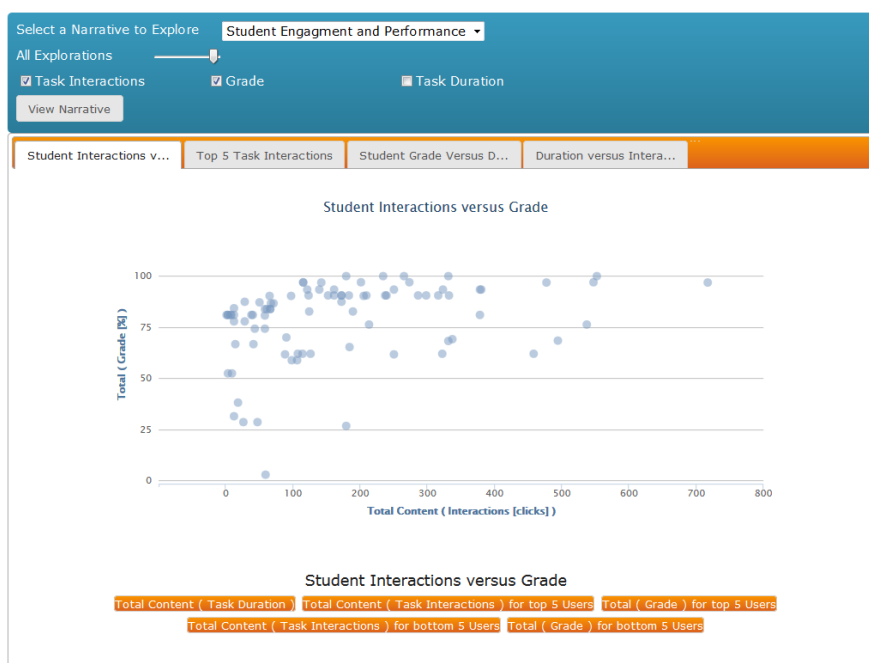 Select a Narrative to Explore Student Engagment and Performance
All Explorations
Task Interactions Grade Task Duration
View Narrative
Student Interactions v... Top 5 Task Interactions Student Grade Versus D... Duration versus Intera...
Student Interactions versus Grade
100
75
50
25
0
Total ( Grade [%] )
0 100 200 300 400 500 600 700 800
Total Content ( Interactions [clicks] )
Student Interactions versus Grade
Total Content ( Task Duration ) Total Content ( Task Interactions ) for top 5 Users Total ( Grade ) for top 5 Users
Total Content ( Task Interactions ) for bottom 5 Users Total ( Grade ) for bottom 5 Users